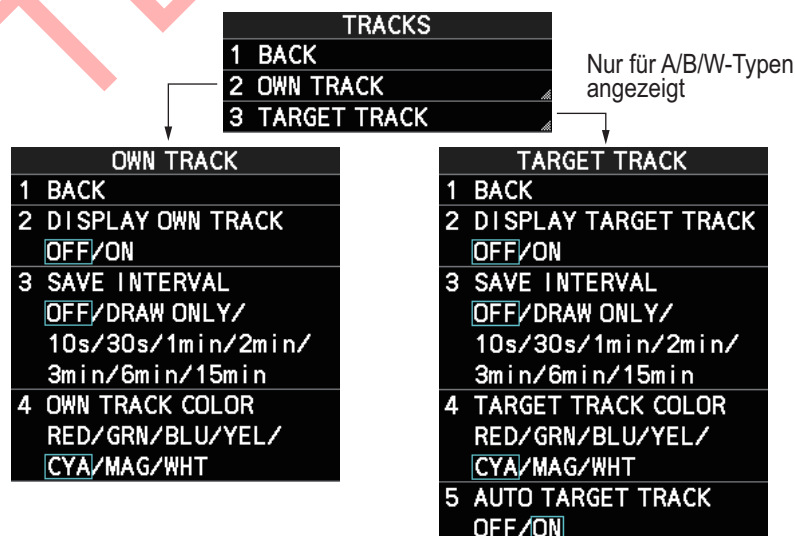 TRACKS
1 BACK
2 OWN TRACK
3 TARGET TRACK
Nur für A/B/W-Typen
angezeigt
OWN TRACK
1 BACK
2 DISPLAY OWN TRACK
OFF/ON
3 SAVE INTERVAL
OFF/DRAW ONLY/
10s/30s/1min/2min/
3min/6min/15min
4 OWN TRACK COLOR
RED/GRN/BLU/YEL/
CYA/MAG/WHT
TARGET TRACK
1 BACK
2 DISPLAY TARGET TRACK
OFF/ON
3 SAVE INTERVAL
OFF/DRAW ONLY/
10s/30s/1min/2min/
3min/6min/15min
4 TARGET TRACK COLOR
RED/GRN/BLU/YEL/
CYA/MAG/WHT
5 AUTO TARGET TRACK
OFF/ON